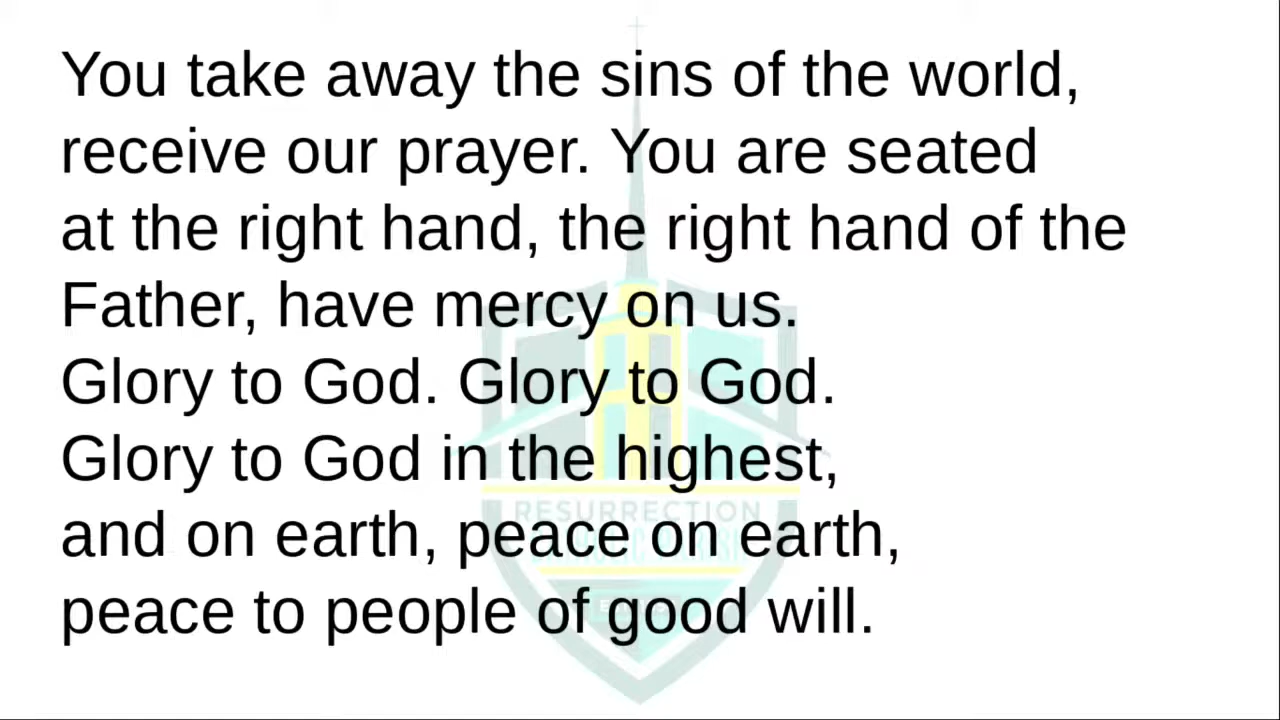 You take away the sins of the world,
receive our prayer. You are seated
at the right hand, the right hand of the
Father, have mercy on us.
Glory to God. Glory to God.
Glory to God in the highest,
RESURRECTION
and on earth, peace on earth,
peace to people of good will.